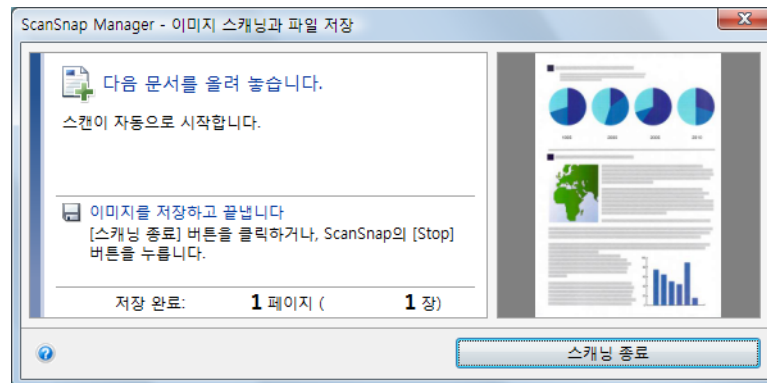 ScanSnap Manager - 이미지 스캐닝과 파일 저장
다음 문서를 올려 놓습니다.
스캔이 자동으로 시작합니다.
이미지를 저장하고 끝냅니다
[스캐닝 종료] 버튼을 클릭하거나, ScanSnap의 [Stop]
버튼을 누릅니다.
저장 완료: 1 페이지 ( 1 장)
스캐닝 종료